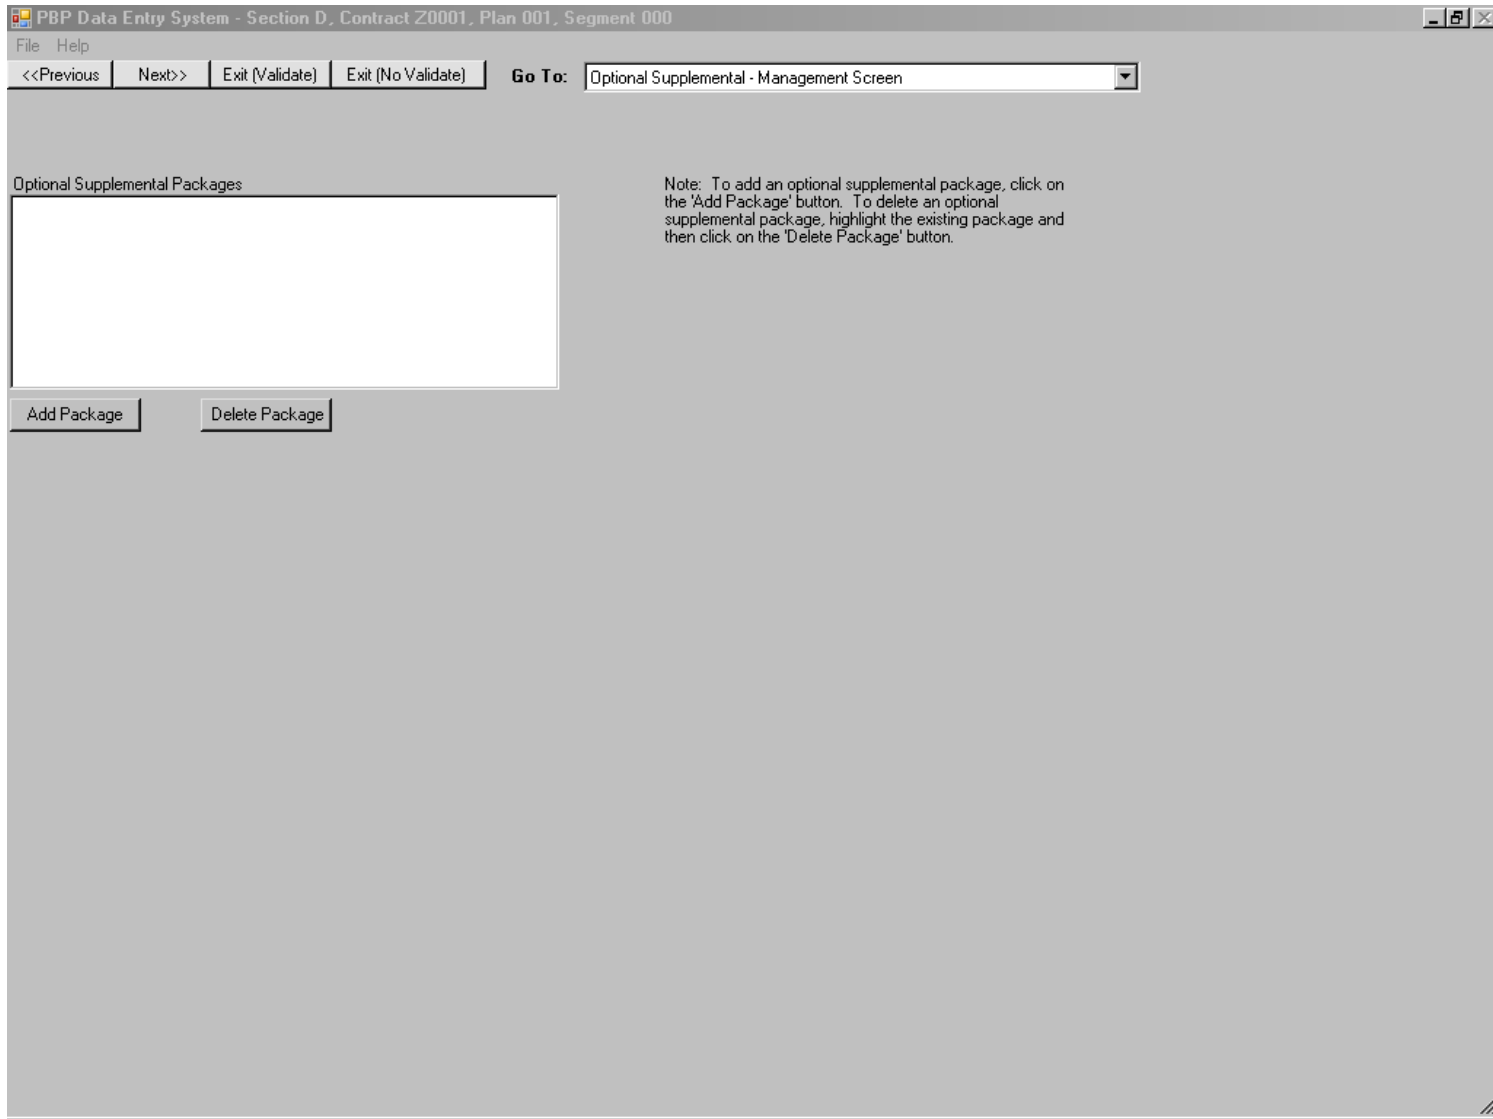 PBP Data Entry System - Section D, Contract Z0001, Plan 001, Segment 000
File Help
<<Previous Next>> Exit (Validate) Exit (No Validate) Go To: Optional Supplemental - Management Screen
Optional Supplemental Packages
Note: To add an optional supplemental package, click on
the 'Add Package' button. To delete an optional
supplemental package, highlight the existing package and
then click on the 'Delete Package' button.
Add Package Delete Package